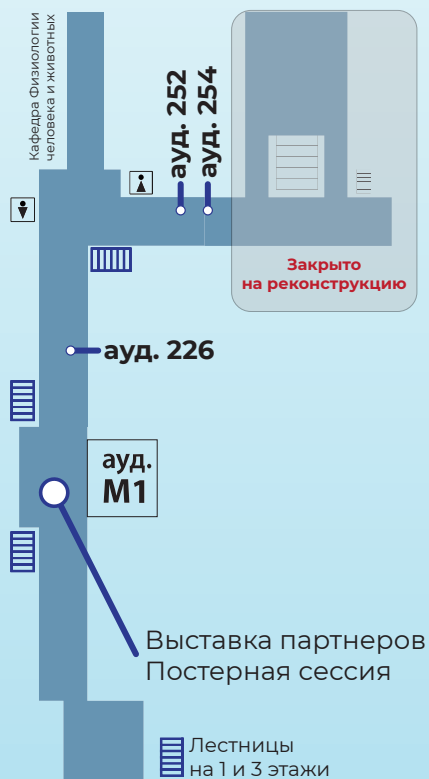 Кафедра Физиологии
человека и животных
ауд. 252
ауд. 254
Закрыто
на реконструкцию
ауд. 226
ауд.
М1
Выставка партнеров
Постерная сессия
Лестницы
на 1 и 3 этажи